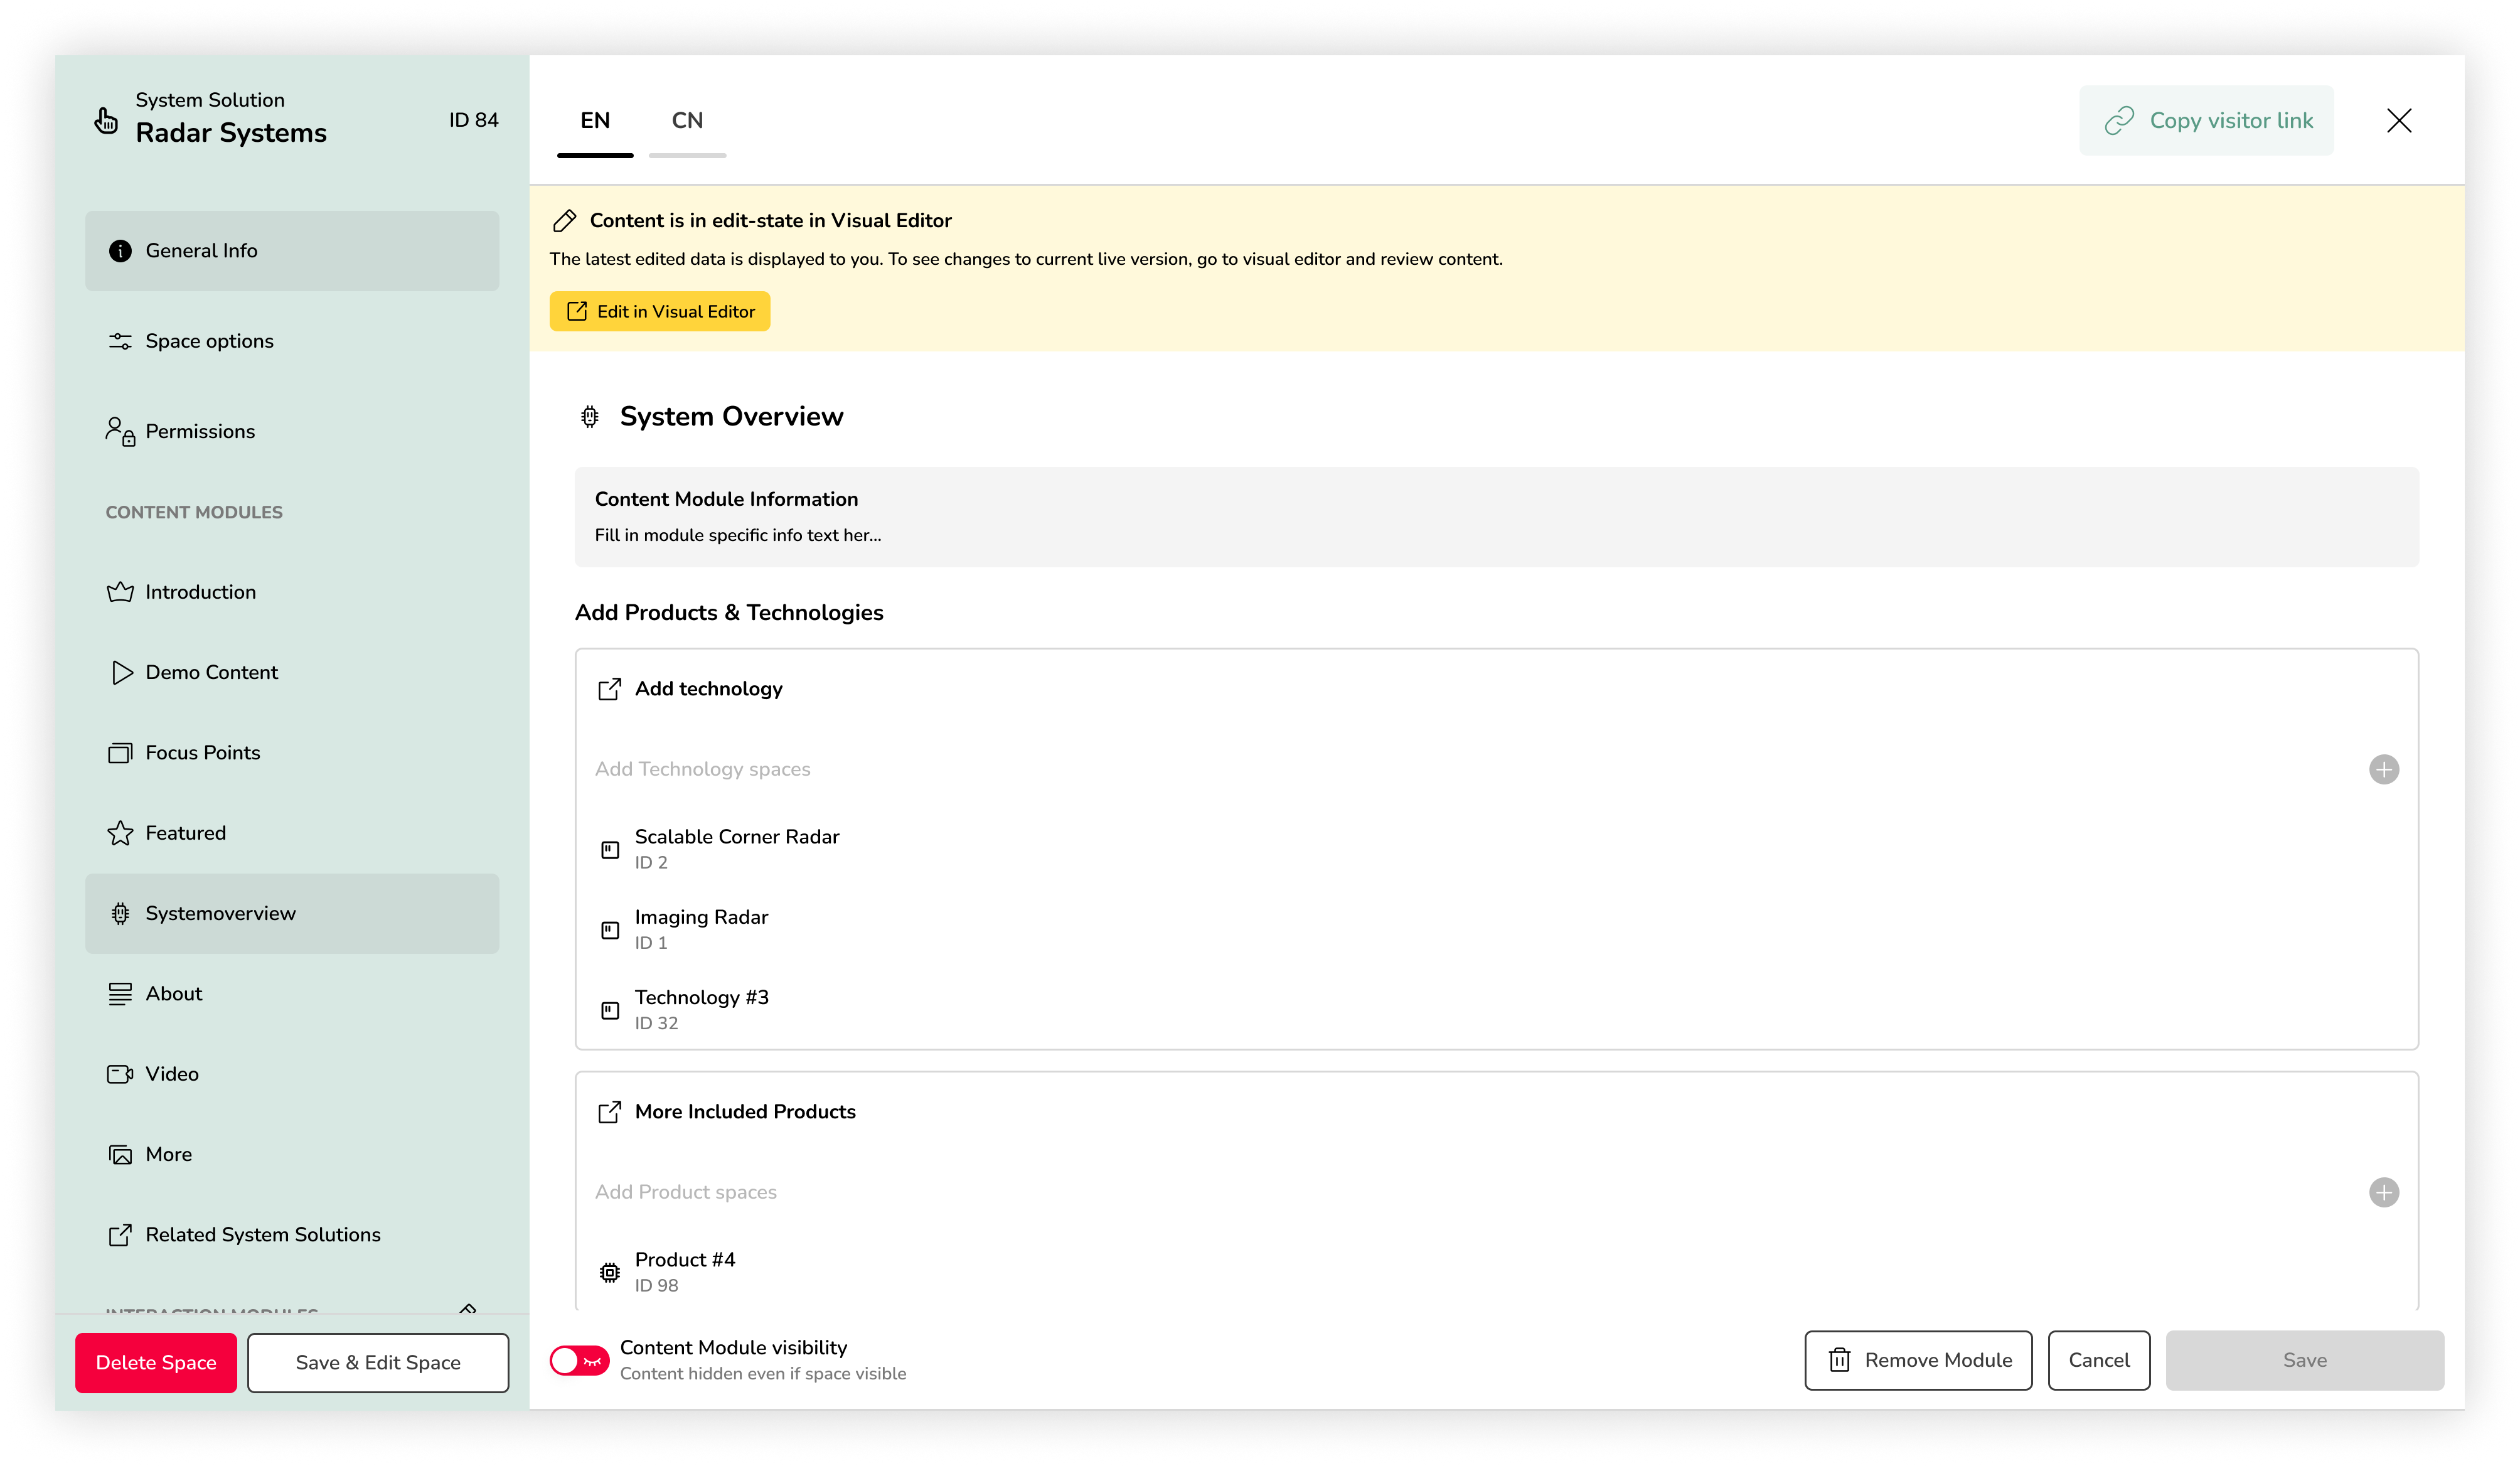 System Solution
Radar Systems
ID 84
General Info
Space options
Permissions
CONTENT MODULES
Introduction
Demo Content
Focus Points
Featured
Systemoverview
About
Video
More
Related System Solutions
INTERACTION MODULES
Delete Space
Save & Edit Space
EN
CN
Copy visitor link
Content is in edit-state in Visual Editor
The latest edited data is displayed to you. To see changes to current live version, go to visual editor and review content.
Edit in Visual Editor
System Overview
Content Module Information
Fill in module specific info text her...
Add Products & Technologies
Add technology
Add Technology spaces
Scalable Corner Radar
ID 2
Imaging Radar
ID 1
Technology #3
ID 32
More Included Products
Add Product spaces
Product #4
ID 98
Content Module visibility
Content hidden even if space visible
Remove Module
Cancel
Save